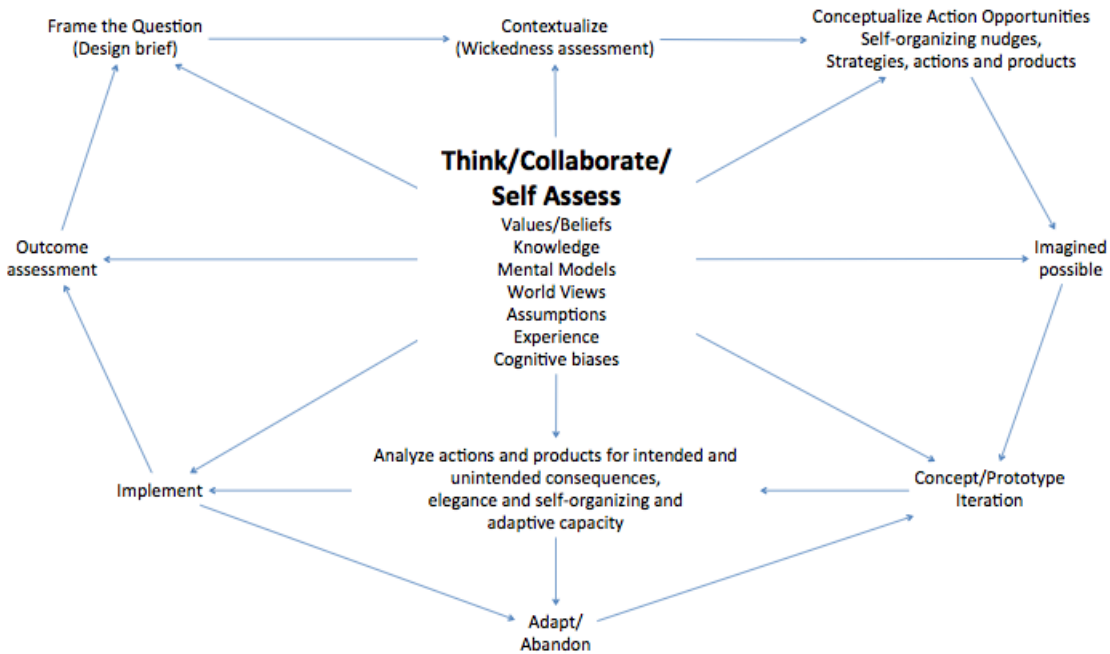 Frame the Question
(Design brief)
Contextualize
(Wickedness assessment)
Conceptualize Action Opportunities
Self-organizing nudges,
Strategies, actions and products
Think/Collaborate/
Self Assess
Values/Beliefs
Knowledge
Mental Models
World Views
Assumptions
Experience
Cognitive biases
Outcome
assessment
Imagined
possible
Implement
Analyze actions and products for intended and
unintended consequences,
elegance and self-organizing and
adaptive capacity
Concept/Prototype
Iteration
Adapt/
Abandon